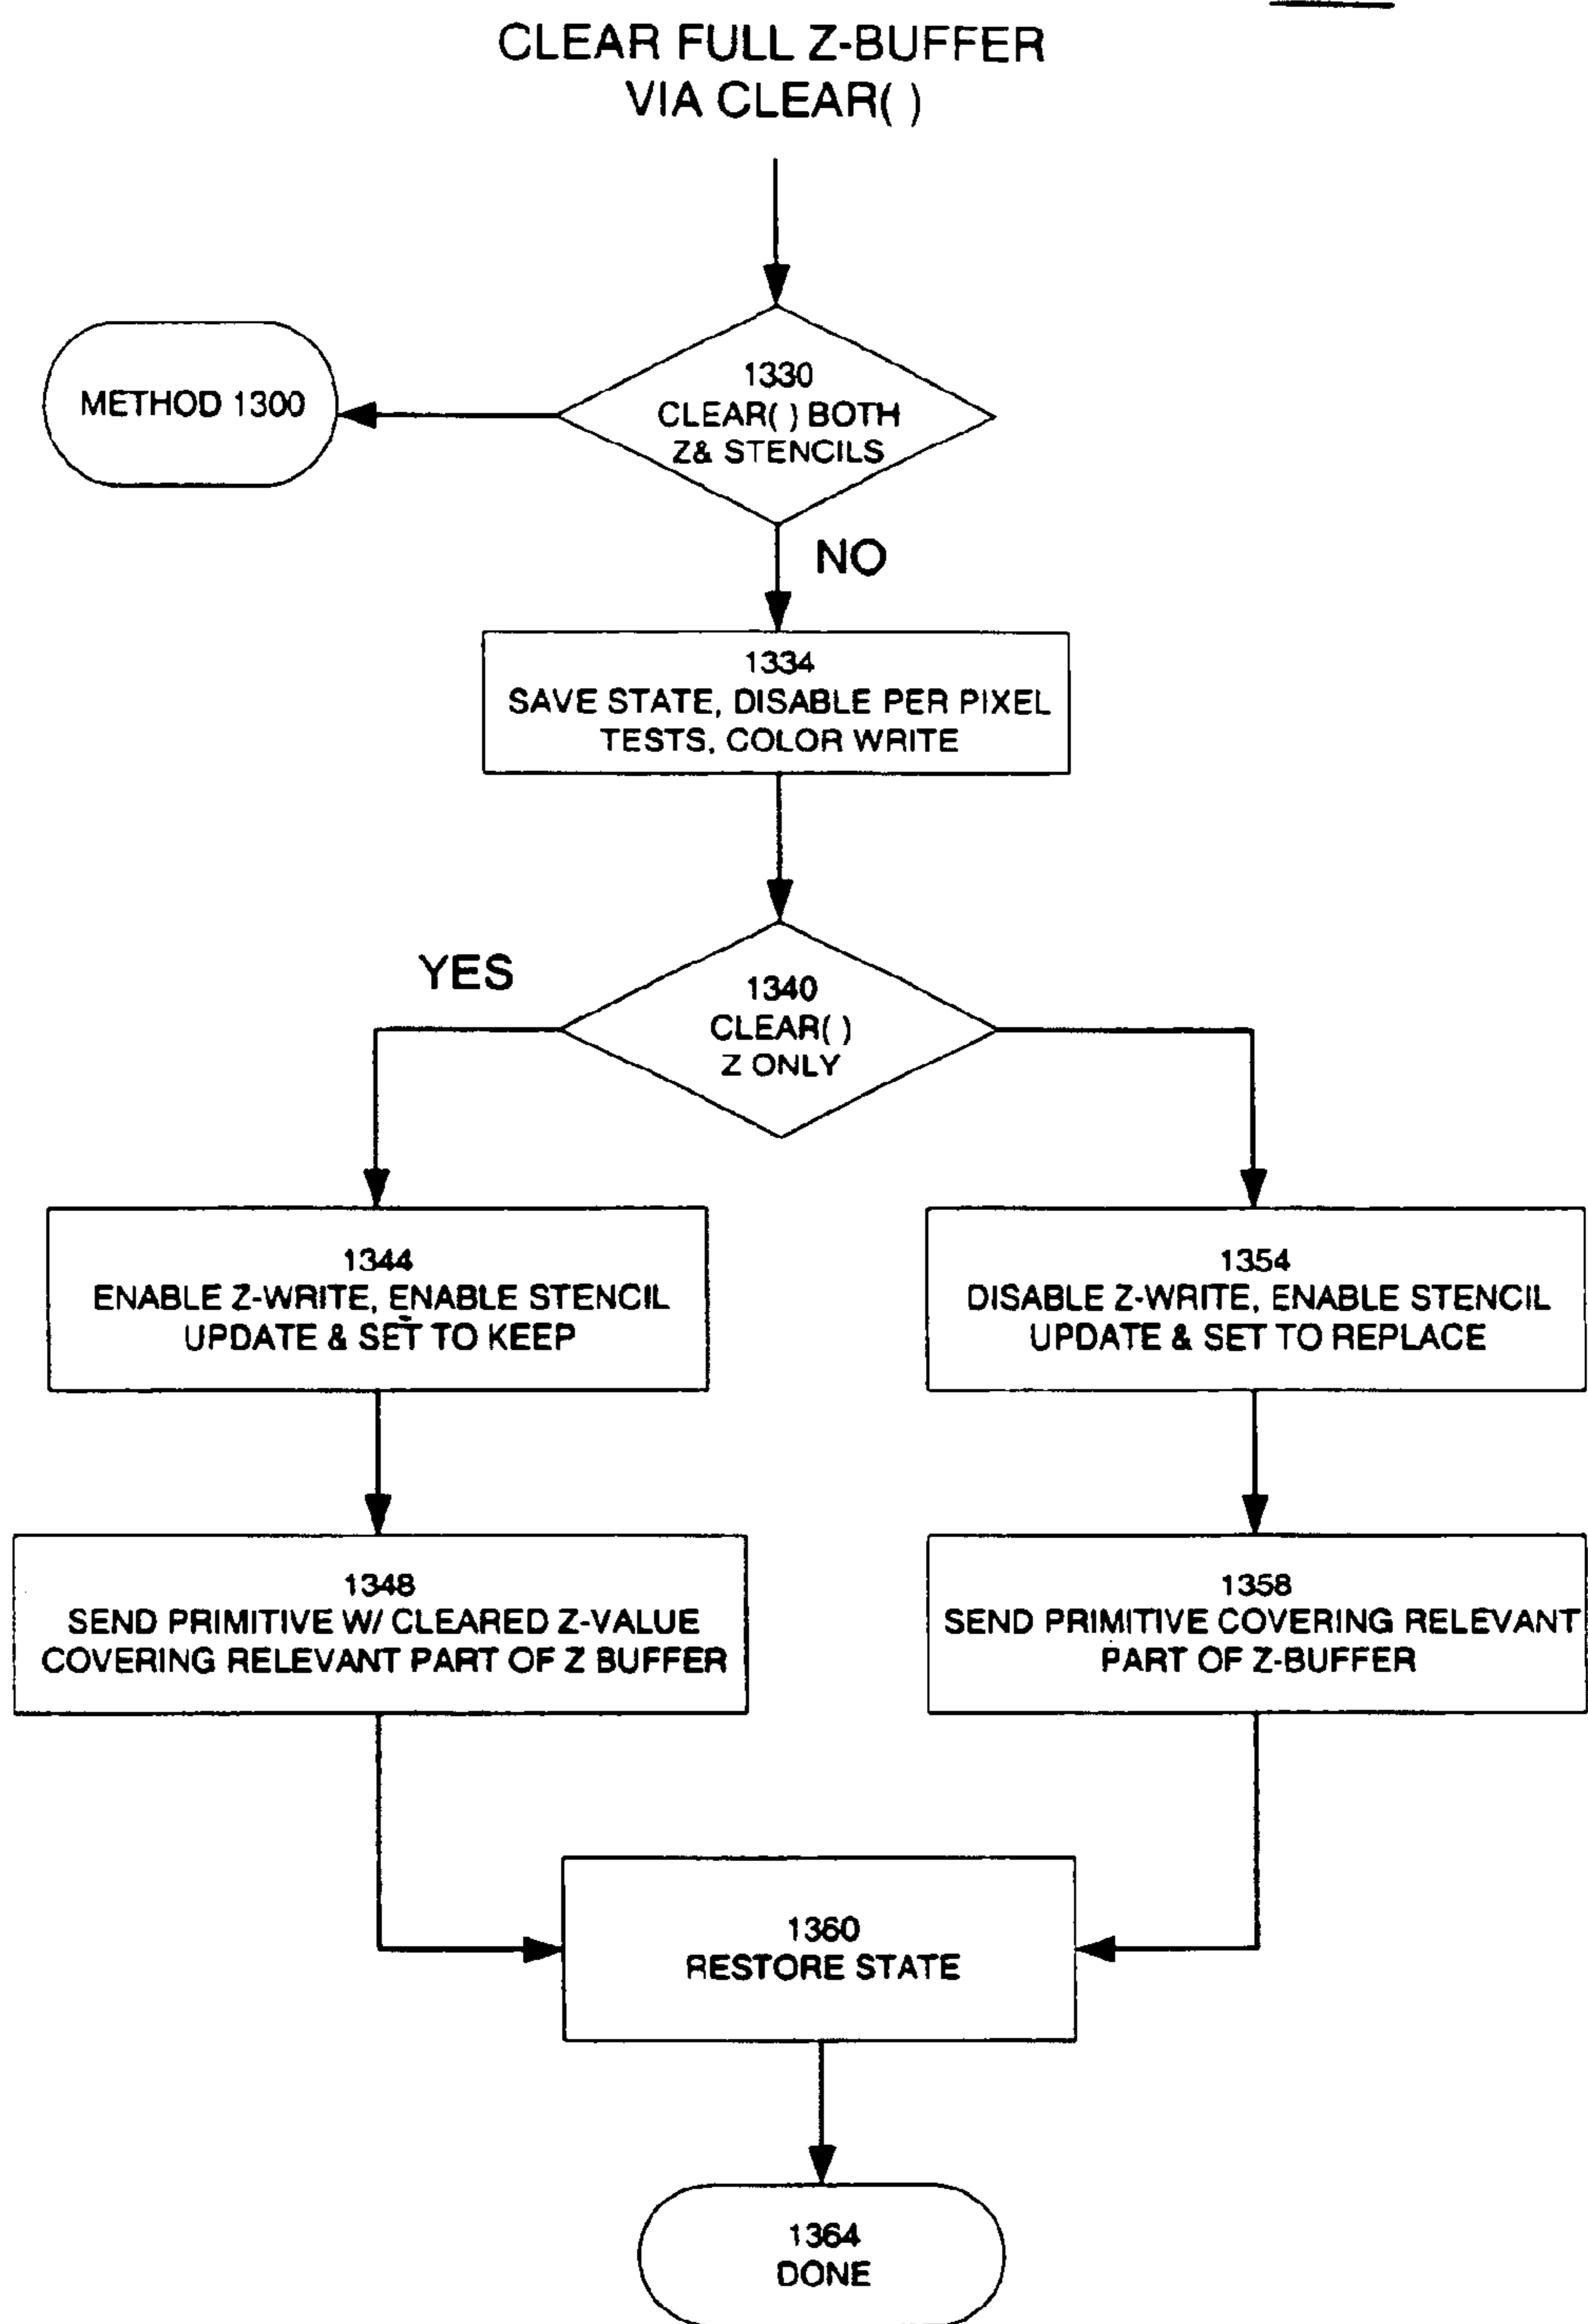 CLEAR FULL Z-BUFFER
VIA CLEAR( )
1330
CLEAR( ) BOTH
Z& STENCILS
METHOD 1300
NO
1334
SAVE STATE, DISABLE PER PIXEL
TESTS, COLOR WRITE
YES
1340
CLEAR( )
Z ONLY
1344
ENABLE Z-WRITE, ENABLE STENCIL
UPDATE & SET TO KEEP
1354
DISABLE Z-WRITE, ENABLE STENCIL
UPDATE & SET TO REPLACE
1348
SEND PRIMITIVE W/ CLEARED Z-VALUE
COVERING RELEVANT PART OF Z BUFFER
1358
SEND PRIMITIVE COVERING RELEVANT
PART OF Z-BUFFER
1360
RESTORE STATE
1364
DONE